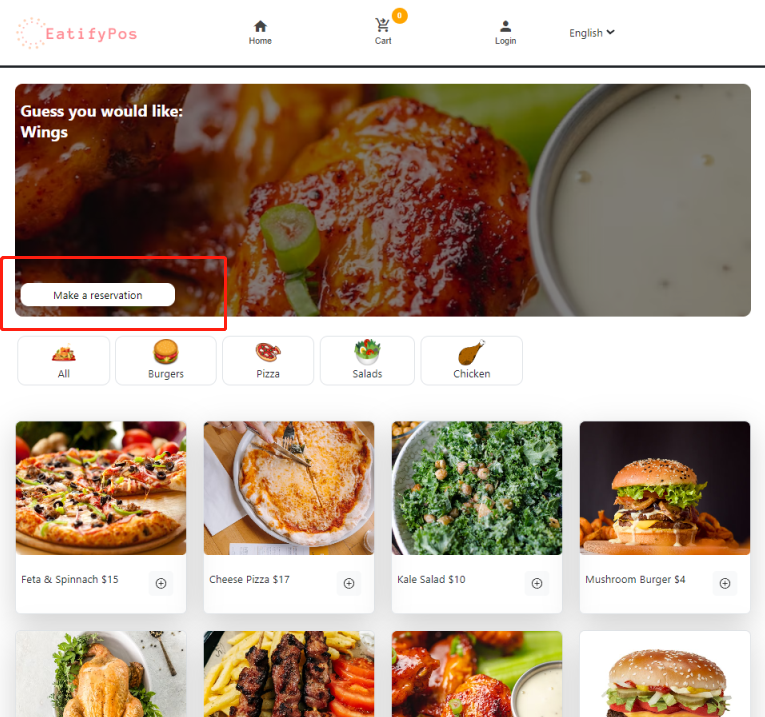 EatifyPos
0
Home
Cart
Login
English
Guess you would like:
Wings
Make a reservation
All
Burgers
Pizza
Salads
Chicken
Feta & Spinnach $15
Cheese Pizza $17
Kale Salad $10
Mushroom Burger $4